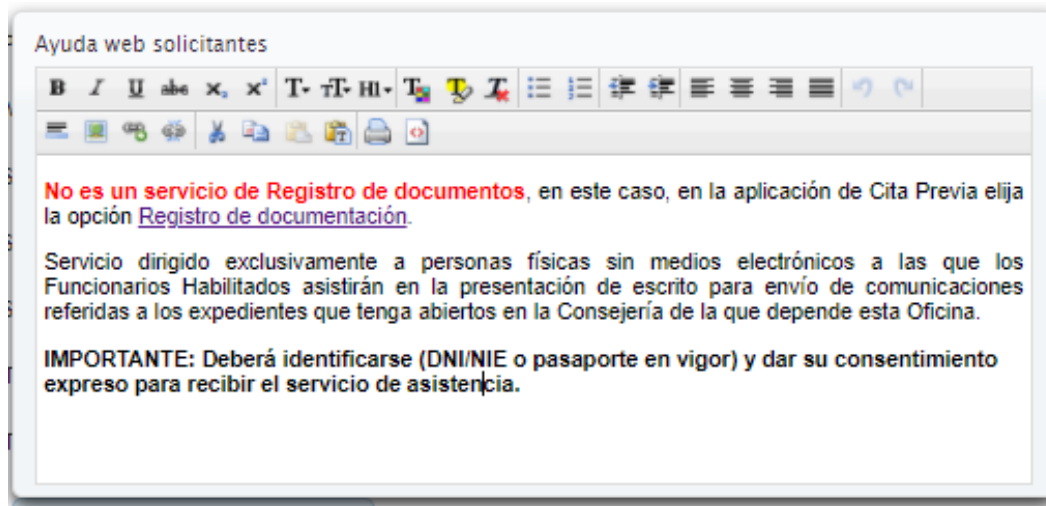 Ayuda web solicitantes
B I U abc x, x² T T H1 T T T
No es un servicio de Registro de documentos, en este caso, en la aplicación de Cita Previa elija
la opción Registro de documentación.
Servicio dirigido exclusivamente a personas físicas sin medios electrónicos a las que los
Funcionarios Habilitados asistirán en la presentación de escrito para envío de comunicaciones
referidas a los expedientes que tenga abiertos en la Consejería de la que depende esta Oficina.
IMPORTANTE: Deberá identificarse (DNI/NIE o pasaporte en vigor) y dar su consentimiento
expreso para recibir el servicio de asistencia.